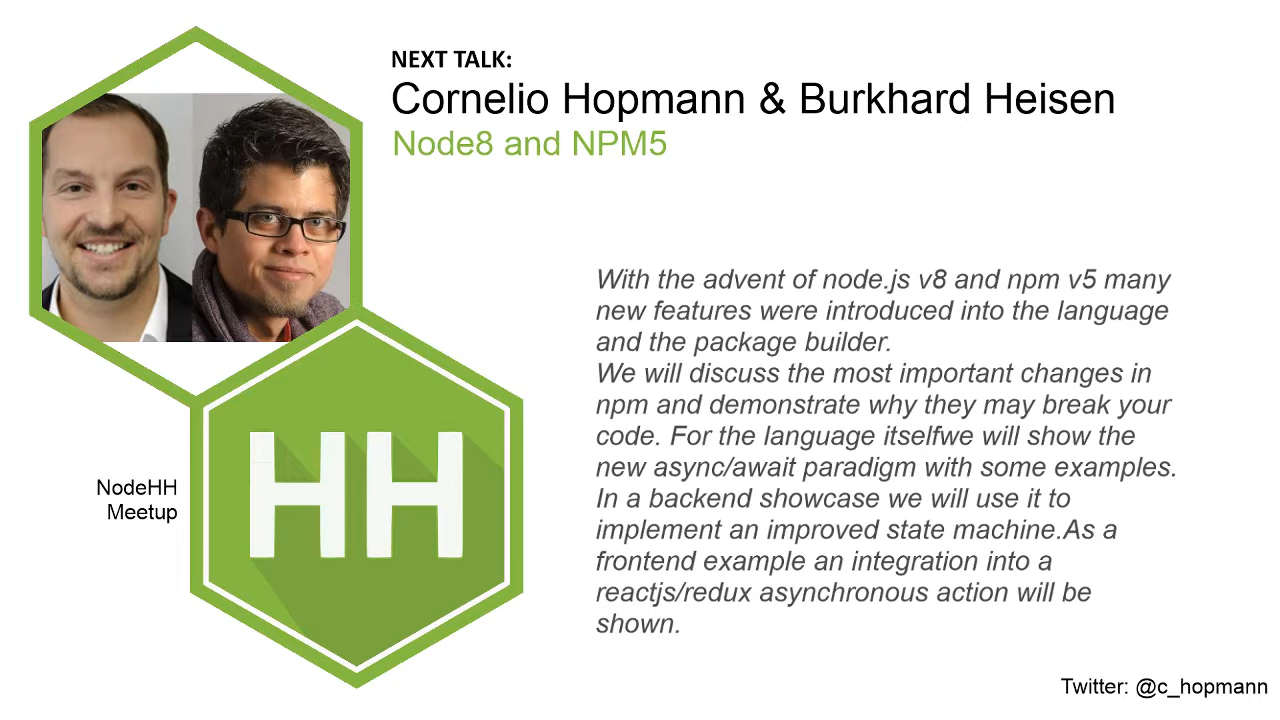 NEXT TALK:
Cornelio Hopmann & Burkhard Heisen
Node8 and NPM5
With the advent of node.js v8 and npm v5 many
new features were introduced into the language
and the package builder.
We will discuss the most important changes in
npm and demonstrate why they may break your
code. For the language itselfwe will show the
new async/await paradigm with some examples.
In a backend showcase we will use it to
implement an improved state machine.As a
frontend example an integration into a
reactjs/redux asynchronous action will be
shown.
HH
NodeHH
Meetup
Twitter: @c_hopmann